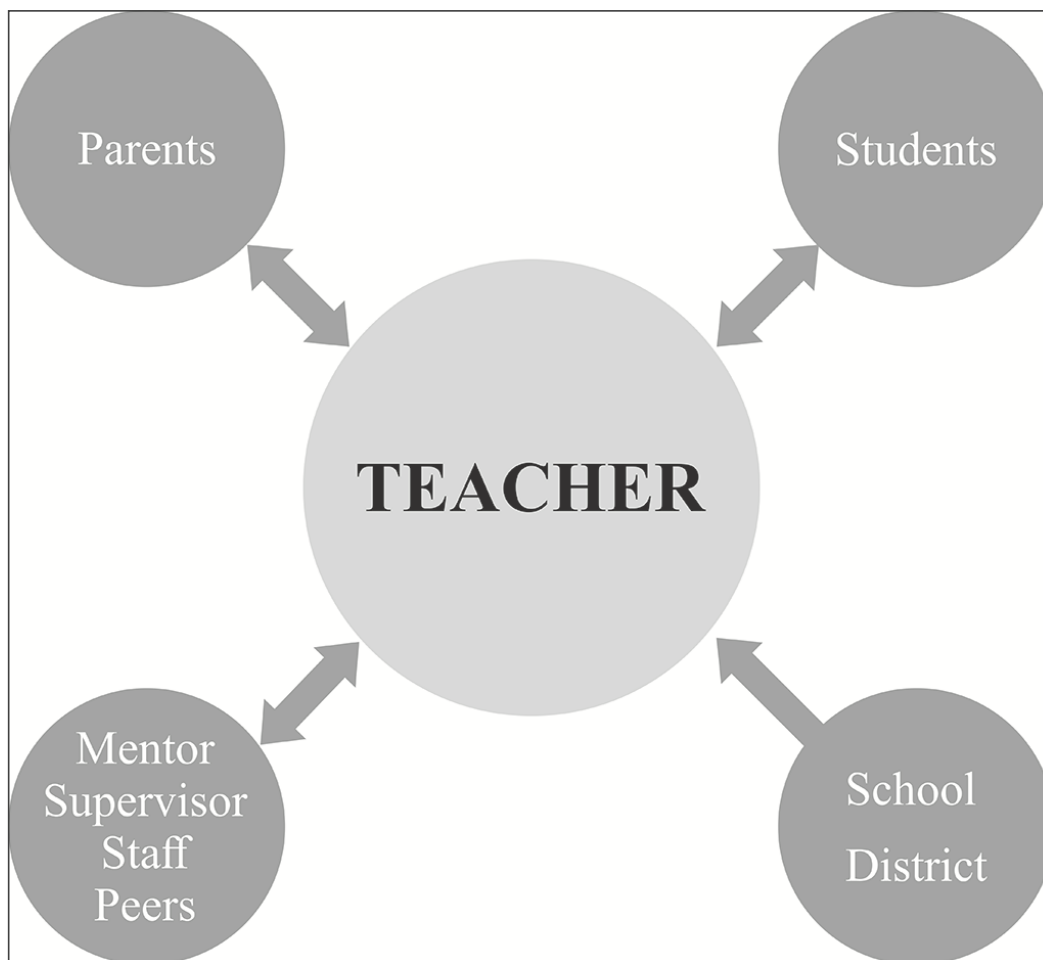 Parents
Students
TEACHER
Mentor
Supervisor
Staff
Peers
School
District